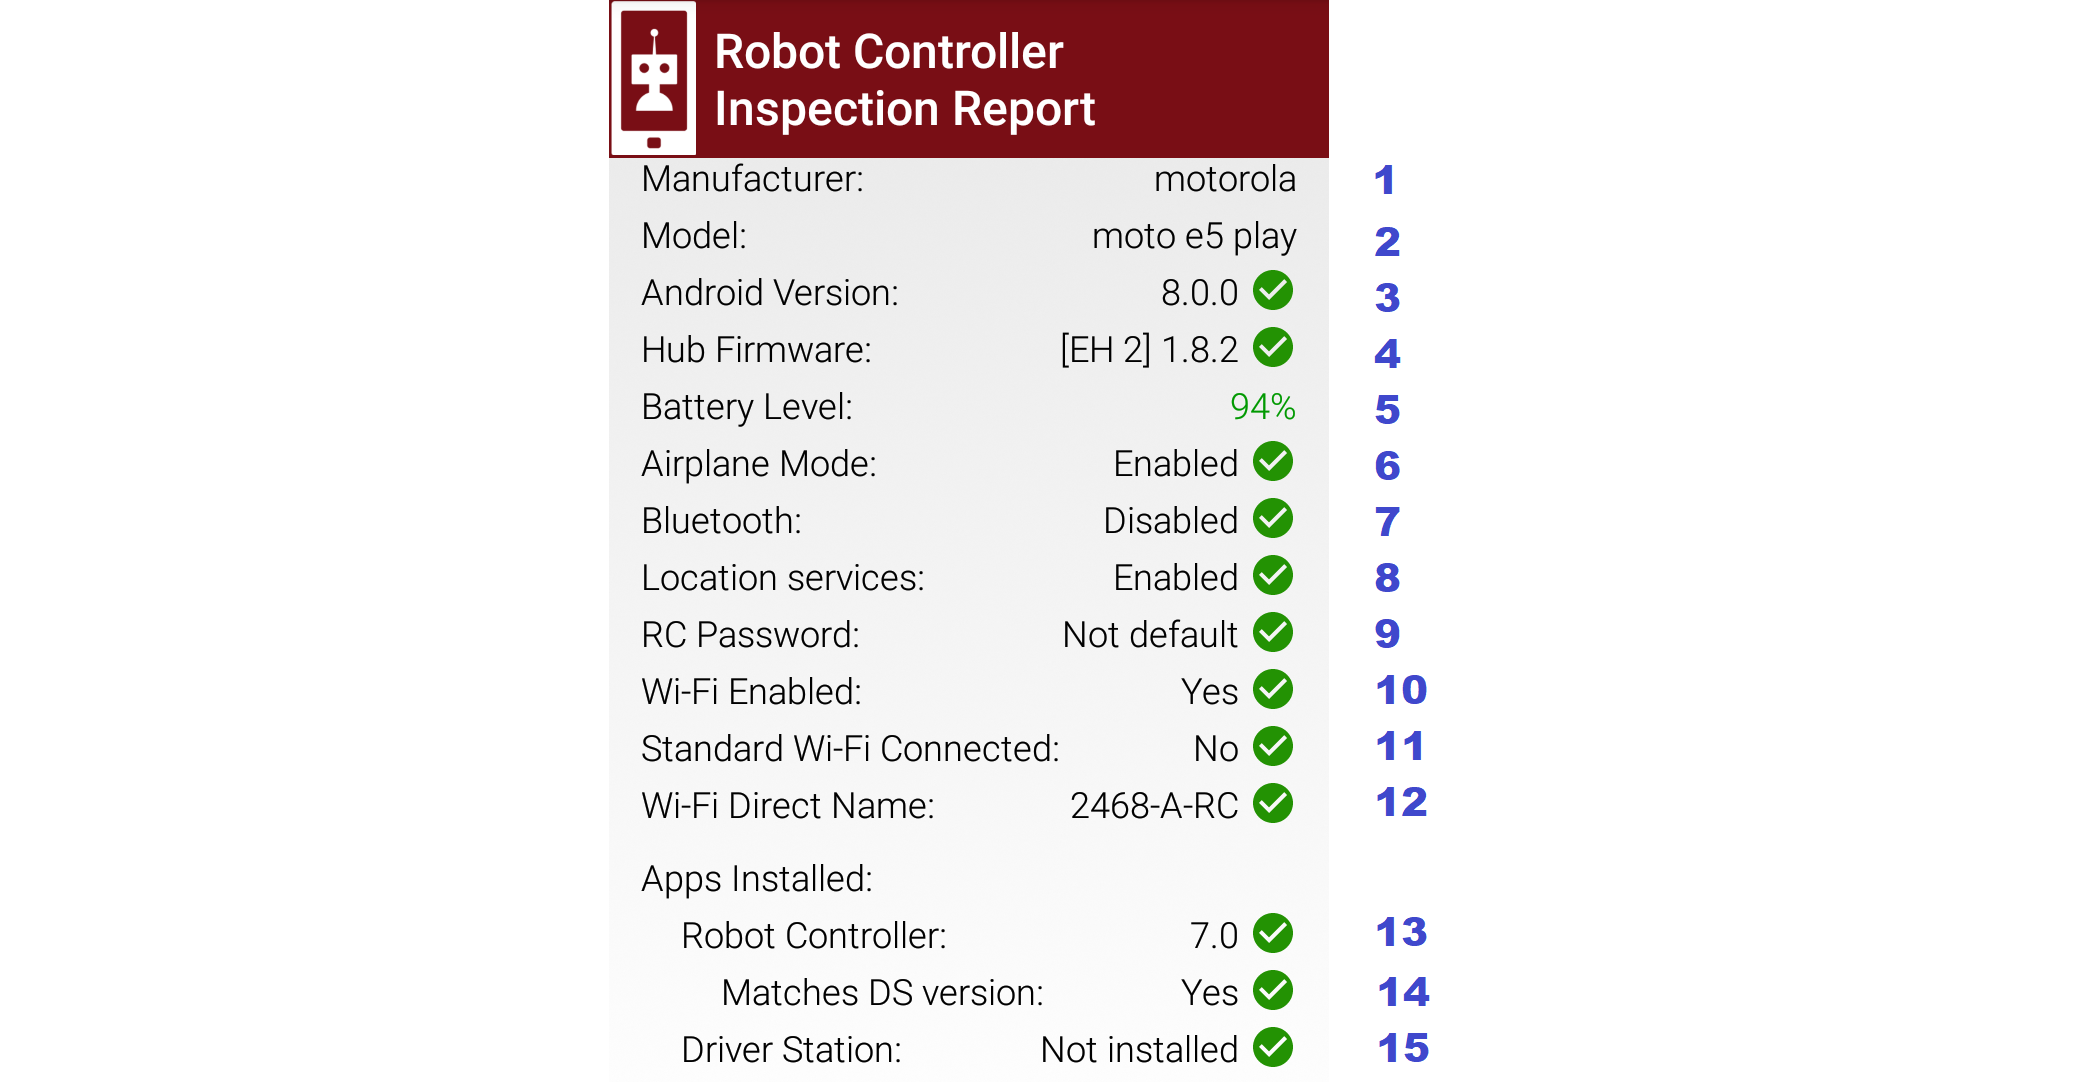 Robot Controller
Inspection Report
Manufacturer: motorola 1
Model: moto e5 play 2
Android Version: 8.0.0 3
Hub Firmware: [EH 2] 1.8.2 4
Battery Level: 94% 5
Airplane Mode: Enabled 6
Bluetooth: Disabled 7
Location services: Enabled 8
RC Password: Not default 9
Wi-Fi Enabled: Yes 10
Standard Wi-Fi Connected: No 11
Wi-Fi Direct Name: 2468-A-RC 12
Apps Installed:
Robot Controller: 7.0 13
Matches DS version: Yes 14
Driver Station: Not installed 15